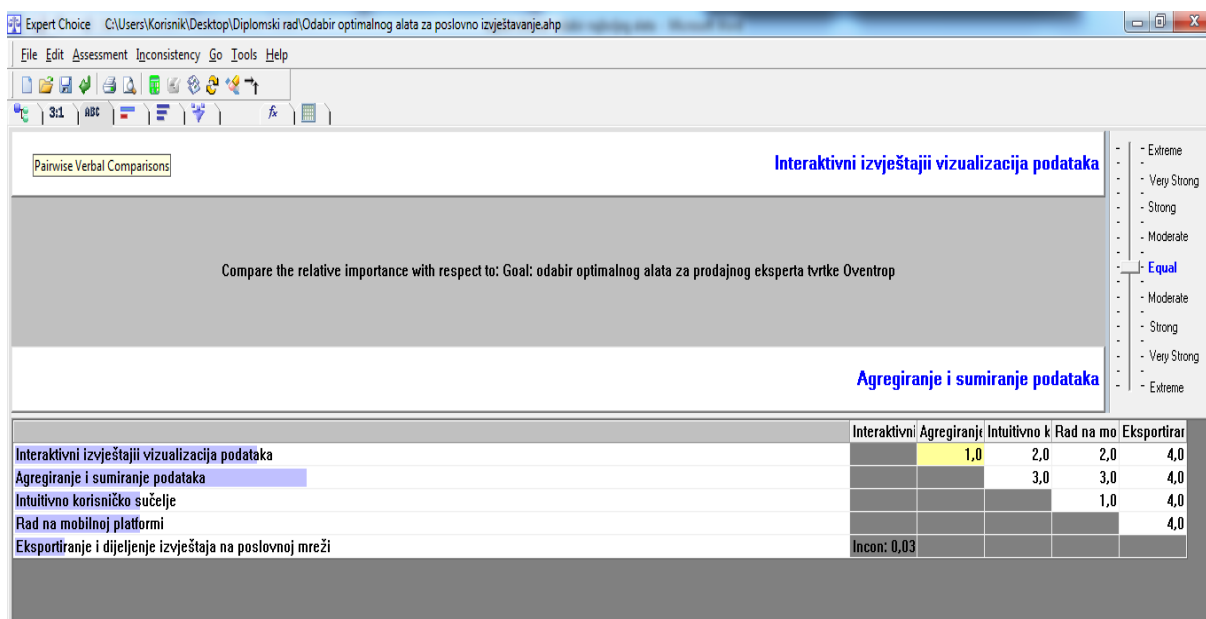 Expert Choice C:\Users\Korisnik\Desktop\Diplomski rad\Odabir optimalnog alata za poslovno izvještavanje.ahp
File Edit Assessment Inconsistency Go Tools Help
3:1 ABC fx
Pairwise Verbal Comparisons
Interaktivni izvještajii vizualizacija podataka
Compare the relative importance with respect to: Goal: odabir optimalnog alata za prodajnog eksperta tvrtke Oventrop
Agregiranje i sumiranje podataka
Extreme
Very Strong
Strong
Moderate
Equal
Moderate
Strong
Very Strong
Extreme
Interaktivni Agregiranje Intuitivno k Rad na mo Eksportirar
Interaktivni izvještajii vizualizacija podataka 1,0 2,0 2,0 4,0
Agregiranje i sumiranje podataka 3,0 3,0 4,0
Intuitivno korisničko sučelje 1,0 4,0
Rad na mobilnoj platformi 4,0
Eksportiranje i dijeljenje izvještaja na poslovnoj mreži Incon: 0,03